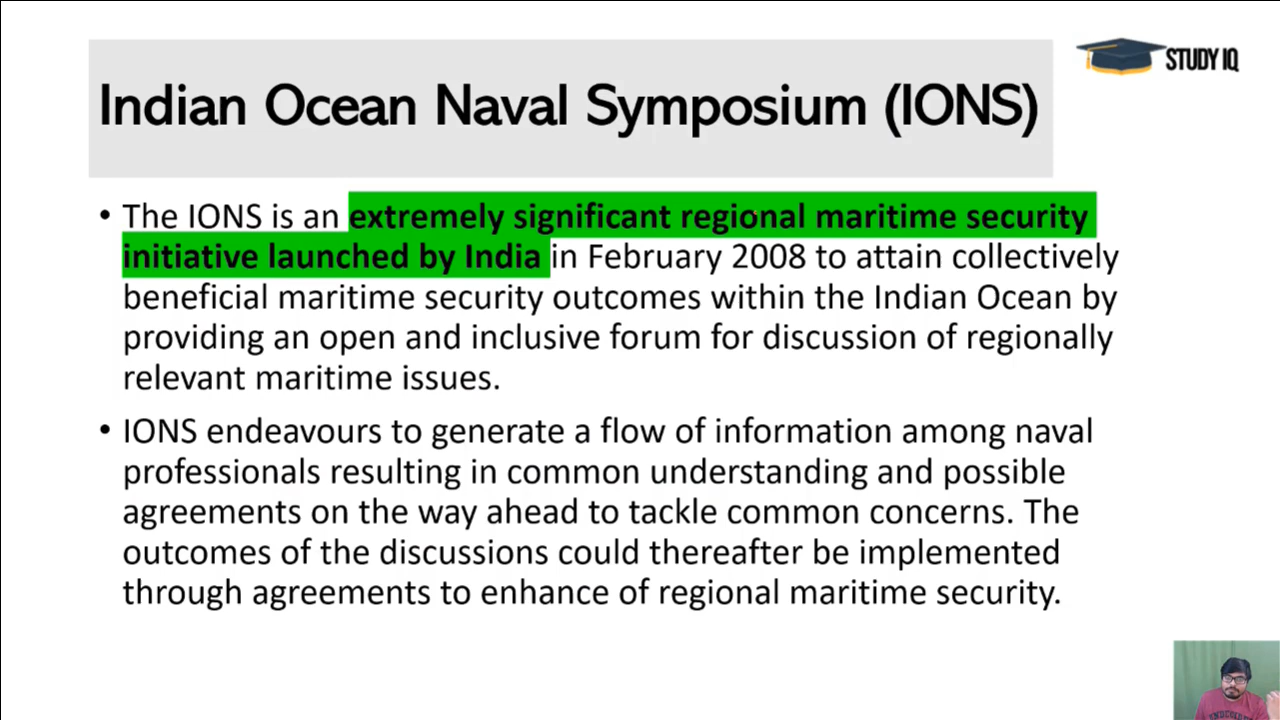 Indian Ocean Naval Symposium (IONS)
STUDY IQ
• The IONS is an extremely significant regional maritime security
initiative launched by India in February 2008 to attain collectively
beneficial maritime security outcomes within the Indian Ocean by
providing an open and inclusive forum for discussion of regionally
relevant maritime issues.
• IONS endeavours to generate a flow of information among naval
professionals resulting in common understanding and possible
agreements on the way ahead to tackle common concerns. The
outcomes of the discussions could thereafter be implemented
through agreements to enhance of regional maritime security.